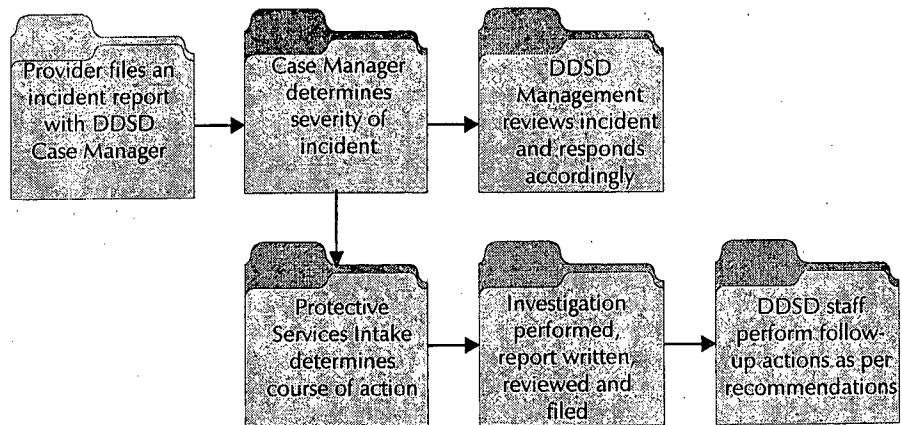 Provider files an
incident report
with DDSD
Case Manager
Case Manager
determines
severity of
incident
DDSD
Management
reviews incident
and responds
accordingly
Protective
Services Intake
determines
course of action
Investigation
performed,
report written,
reviewed and
filed
DDSD staff
perform follow-
up actions as per
recommendations